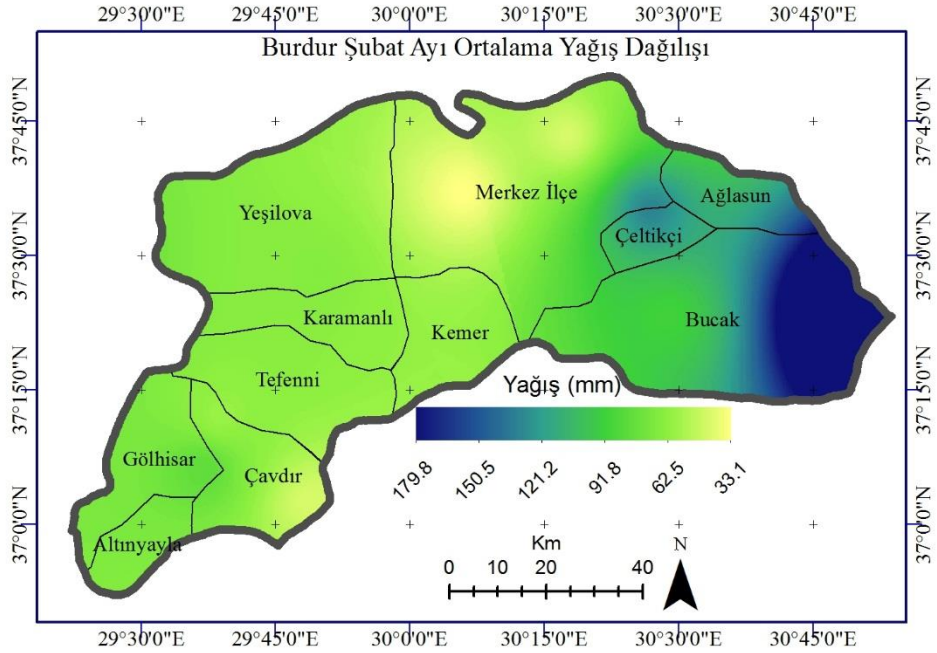 29°30'0"E 29°45'0"E 30°0'0"E 30°15'0"E 30°30'0"E 30°45'0"E
Burdur Şubat Ayı Ortalama Yağış Dağılışı
37°45'0"N 37°45'0"N
Merkez İlçe
Ağlasun
Yeşilova
Çeltikçi
37°30'0"N 37°30'0"N
Karamanlı
Kemer
Bucak
Tefenni
Yağış (mm)
37°15'0"N 37°15'0"N
179.8 150.5 121.2 91.8 62.5 33.1
Gölhisar
Çavdır
37°0'0"N 37°0'0"N
Altınyayla
Km
N
0 10 20 40
29°30'0"E 29°45'0"E 30°0'0"E 30°15'0"E 30°30'0"E 30°45'0"E